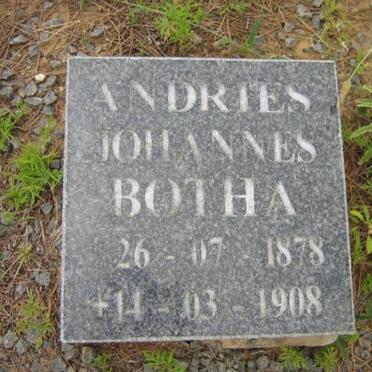 ANDRIES
JOHANNES
BOTHA
26 - 07 - 1878
+14 - 03 - 1908